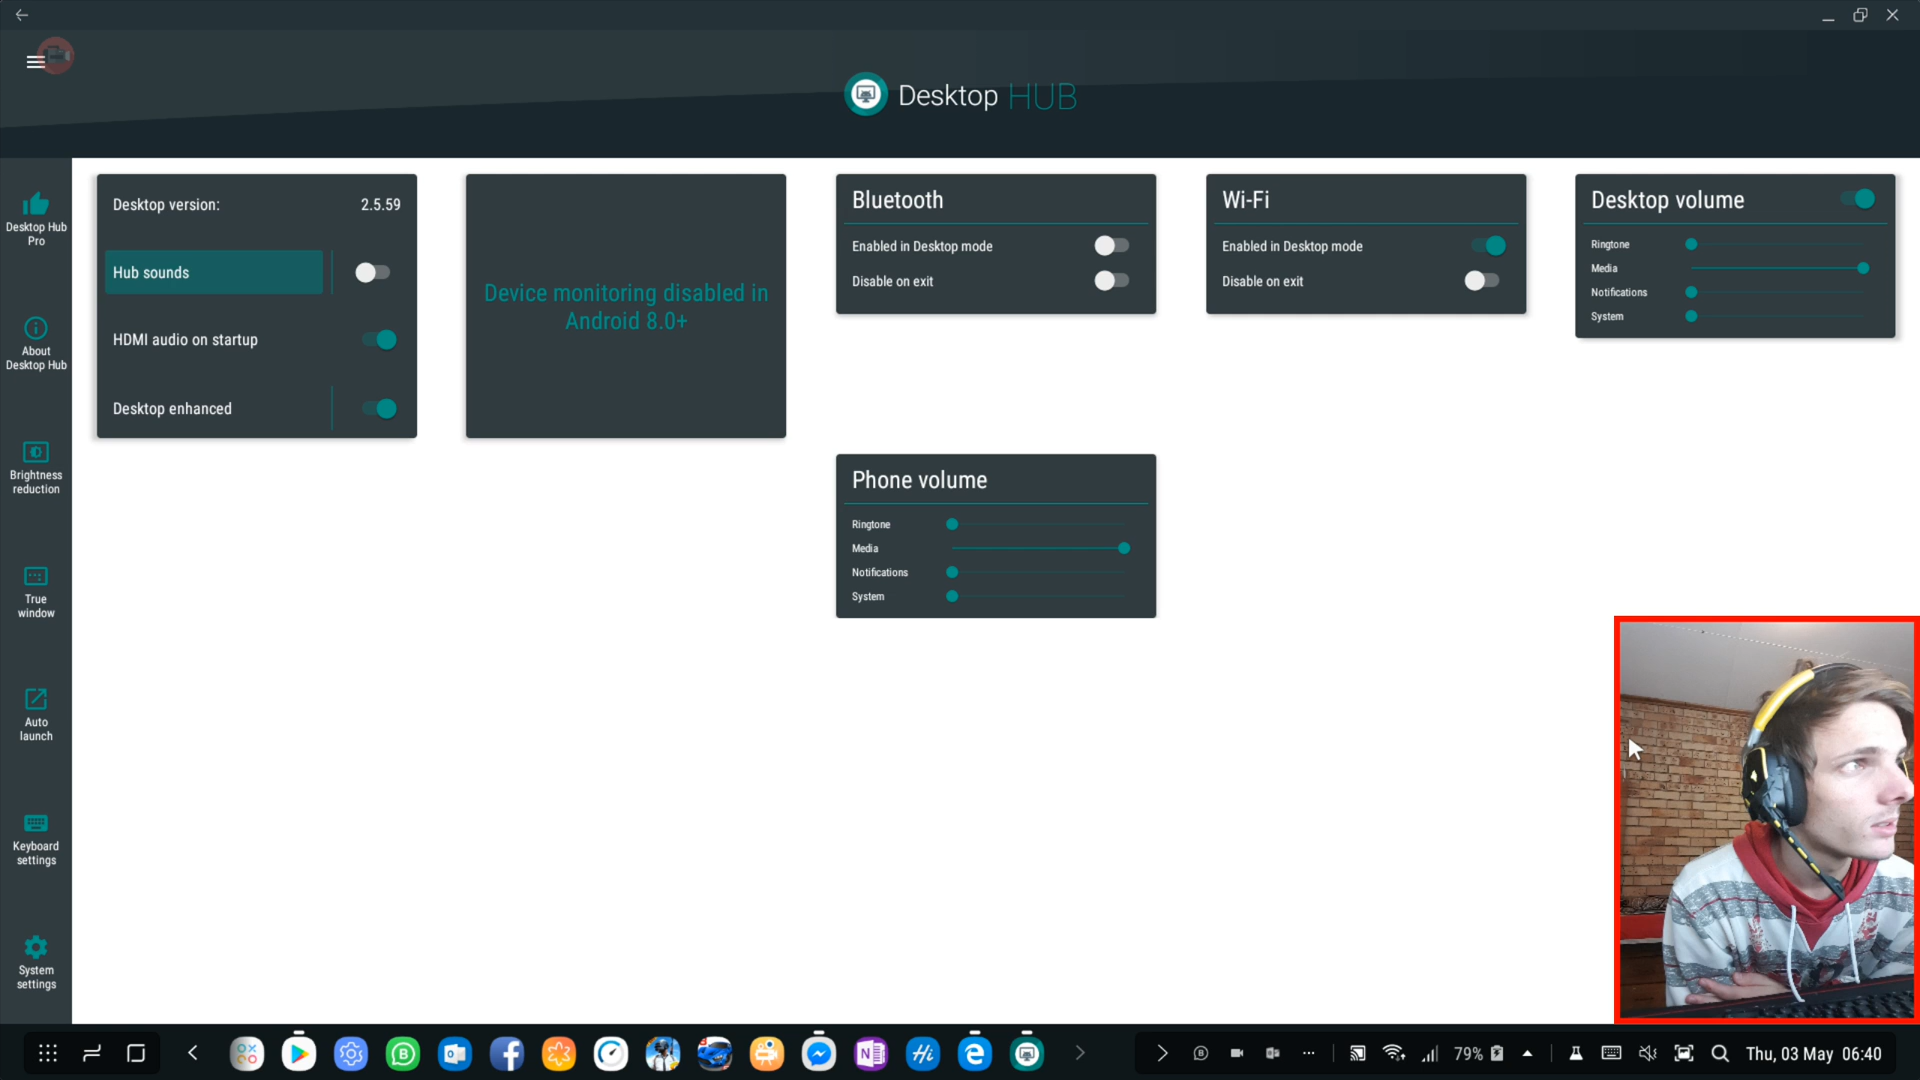 Desktop HUB
Desktop Hub
Pro
About
Desktop Hub
Brightness
reduction
True
window
Auto
launch
Keyboard
settings
System
settings
Desktop version: 2.5.59
Hub sounds
HDMI audio on startup
Desktop enhanced
Device monitoring disabled in
Android 8.0+
Bluetooth
Enabled in Desktop mode
Disable on exit
Wi-Fi
Enabled in Desktop mode
Disable on exit
Desktop volume
Ringtone
Media
Notifications
System
Phone volume
Ringtone
Media
Notifications
System
Hi
79%
Thu, 03 May 06:40